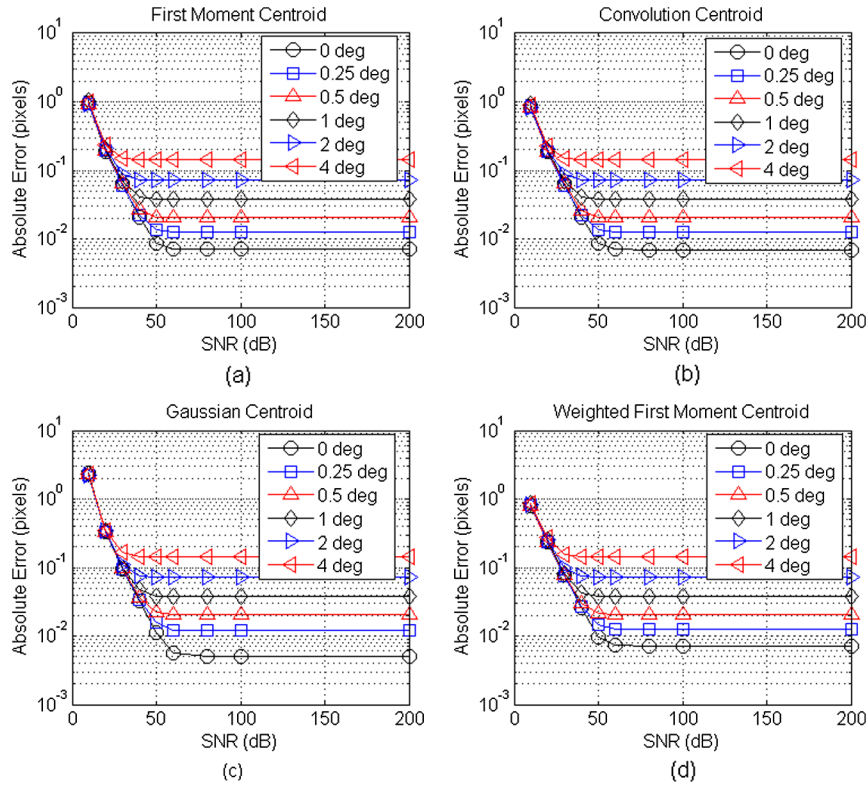 First Moment Centroid
Absolute Error (pixels)
10^1
10^0
10^-1
10^-2
10^-3
0 deg
0.25 deg
0.5 deg
1 deg
2 deg
4 deg
0 50 100 150 200
SNR (dB)
(a)
Convolution Centroid
Absolute Error (pixels)
10^1
10^0
10^-1
10^-2
10^-3
0 deg
0.25 deg
0.5 deg
1 deg
2 deg
4 deg
0 50 100 150 200
SNR (dB)
(b)
Gaussian Centroid
Absolute Error (pixels)
10^1
10^0
10^-1
10^-2
10^-3
0 deg
0.25 deg
0.5 deg
1 deg
2 deg
4 deg
0 50 100 150 200
SNR (dB)
(c)
Weighted First Moment Centroid
Absolute Error (pixels)
10^1
10^0
10^-1
10^-2
10^-3
0 deg
0.25 deg
0.5 deg
1 deg
2 deg
4 deg
0 50 100 150 200
SNR (dB)
(d)